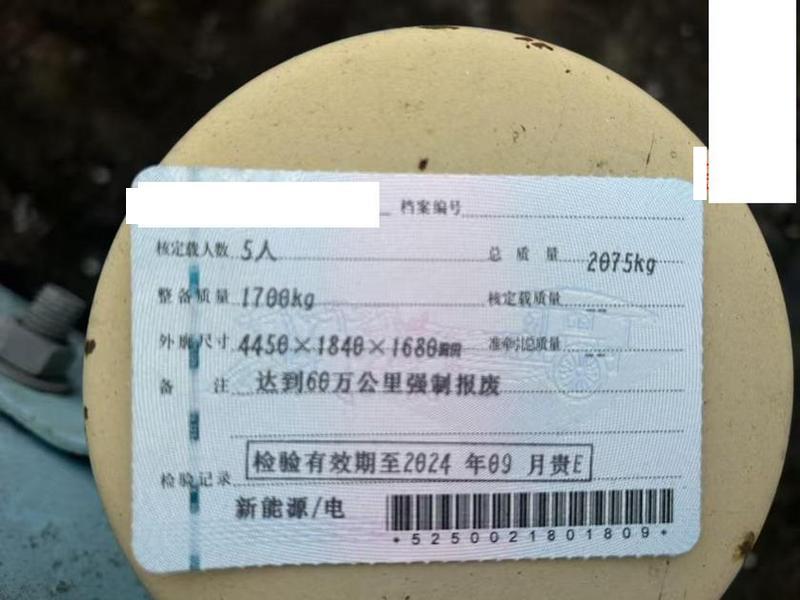 档案编号
核定载人数 5人 总质量 2075kg
整备质量 1700kg 核定载质量 --
外廓尺寸 4450×1840×1680mm 准牵引总质量 --
备注 达到60万公里强制报废
检验记录 检验有效期至2024 年09 月贵E
新能源/电
*5250021801809*